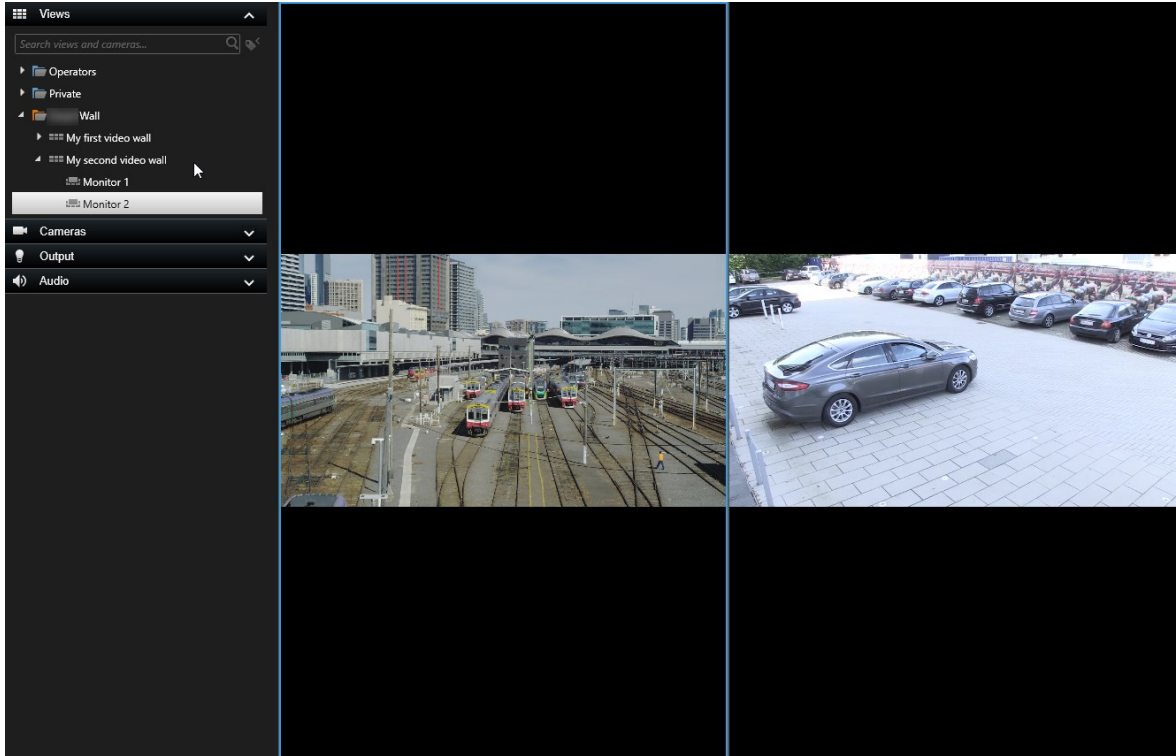 Views
Search views and cameras...
Operators
Private
Wall
My first video wall
My second video wall
Monitor 1
Monitor 2
Cameras
Output
Audio